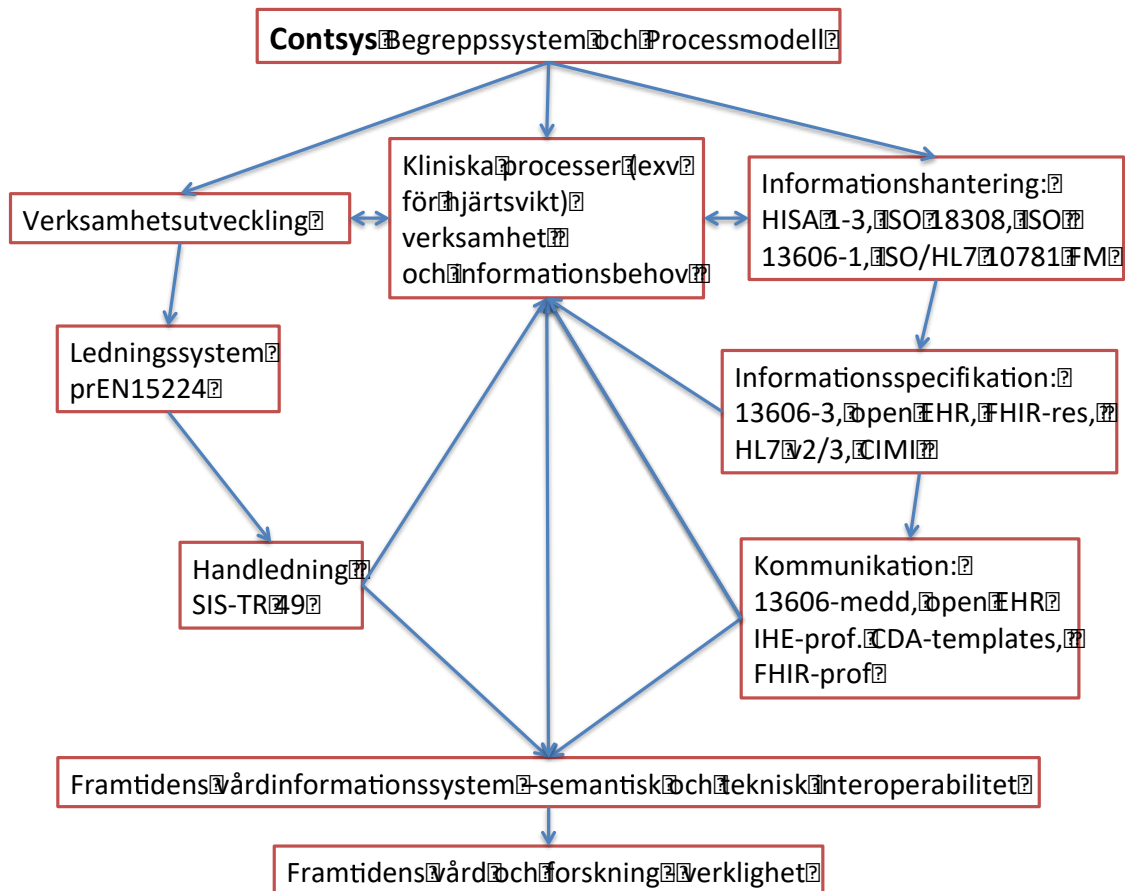 Contsys Begreppssystem och Processmodell
Verksamhetsutveckling
Kliniska processer (exv
för hjärtsvikt)
verksamhet
och informationsbehov
Informationshantering:
HISA 1-3, ISO 18308, ISO
13606-1, ISO/HL7 10781 FM
Ledningssystem
prEN15224
Informationsspecifikation:
13606-3, open EHR, FHIR-res,
HL7 v2/3, CIMI
Handledning
SIS-TR 49
Kommunikation:
13606-medd, open EHR
IHE-prof. CDA-templates,
FHIR-prof
Framtidens vårdinformationssystem –semantisk och teknisk interoperabilitet
Framtidens vård och forskning - verklighet